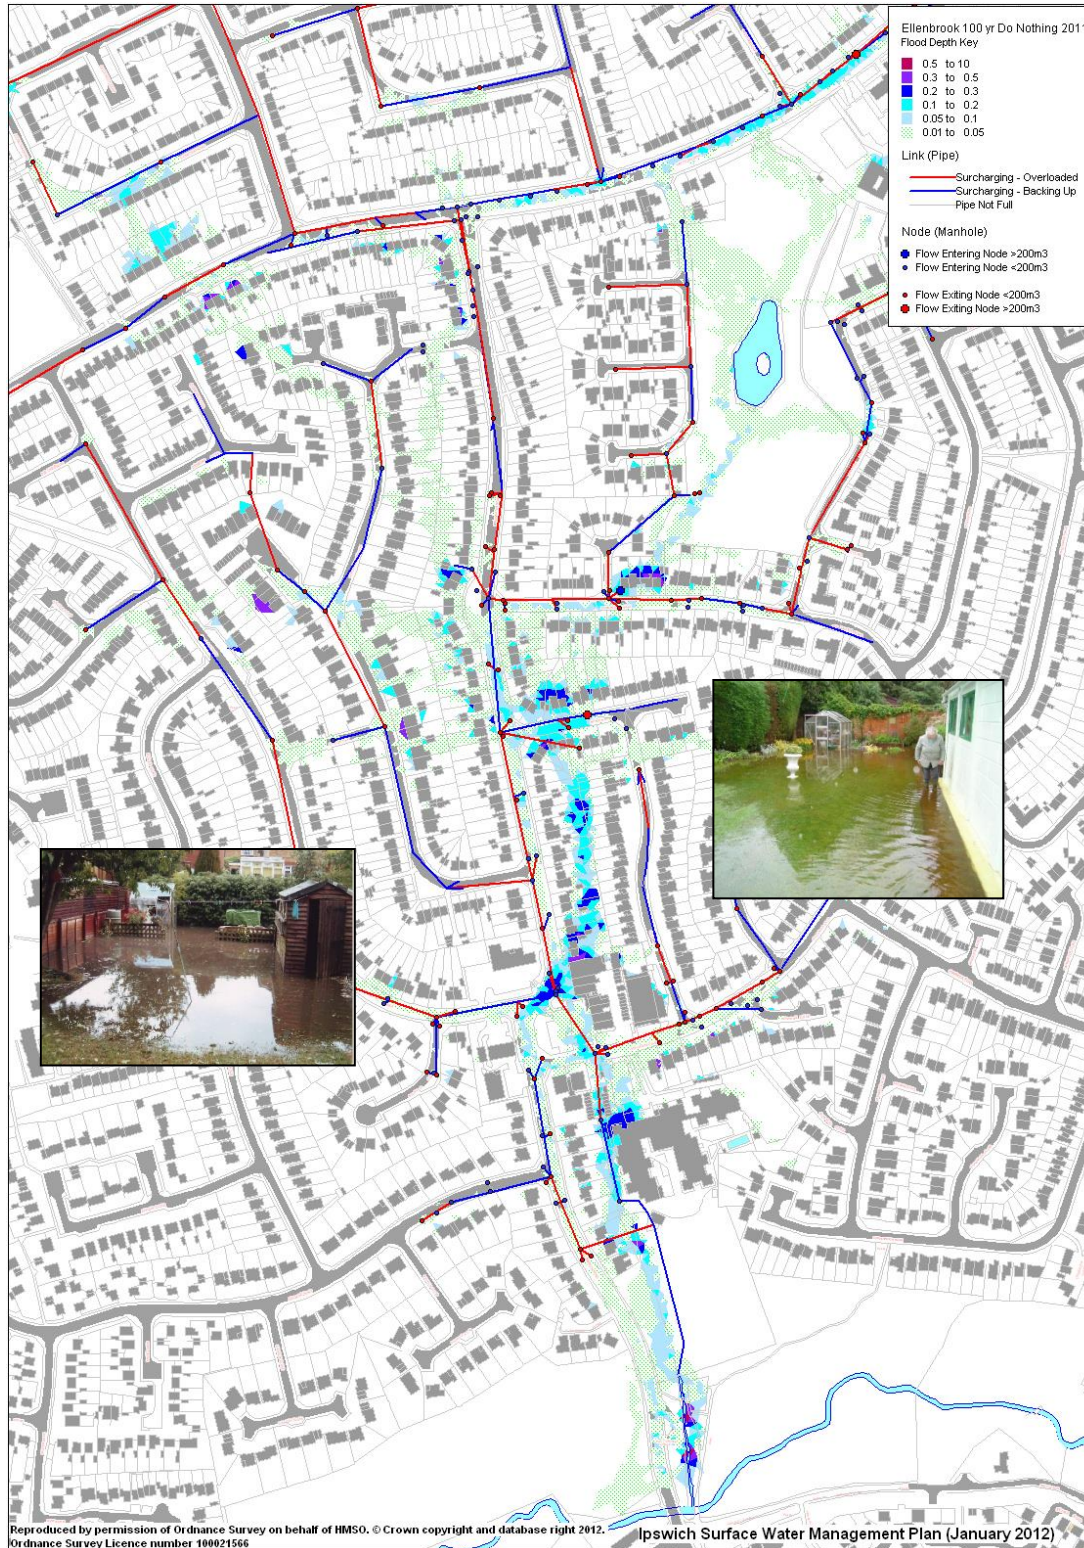 Ellenbrook 100 yr Do Nothing 2011
Flood Depth Key
0.5 to 10
0.3 to 0.5
0.2 to 0.3
0.1 to 0.2
0.05 to 0.1
0.01 to 0.05
Link (Pipe)
Surcharging - Overloaded
Surcharging - Backing Up
Pipe Not Full
Node (Manhole)
Flow Entering Node >200m3
Flow Entering Node <200m3
Flow Exiting Node <200m3
Flow Exiting Node >200m3
Reproduced by permission of Ordnance Survey on behalf of HMSO. © Crown copyright and database right 2012.
Ordnance Survey Licence number 100021566
Ipswich Surface Water Management Plan (January 2012)